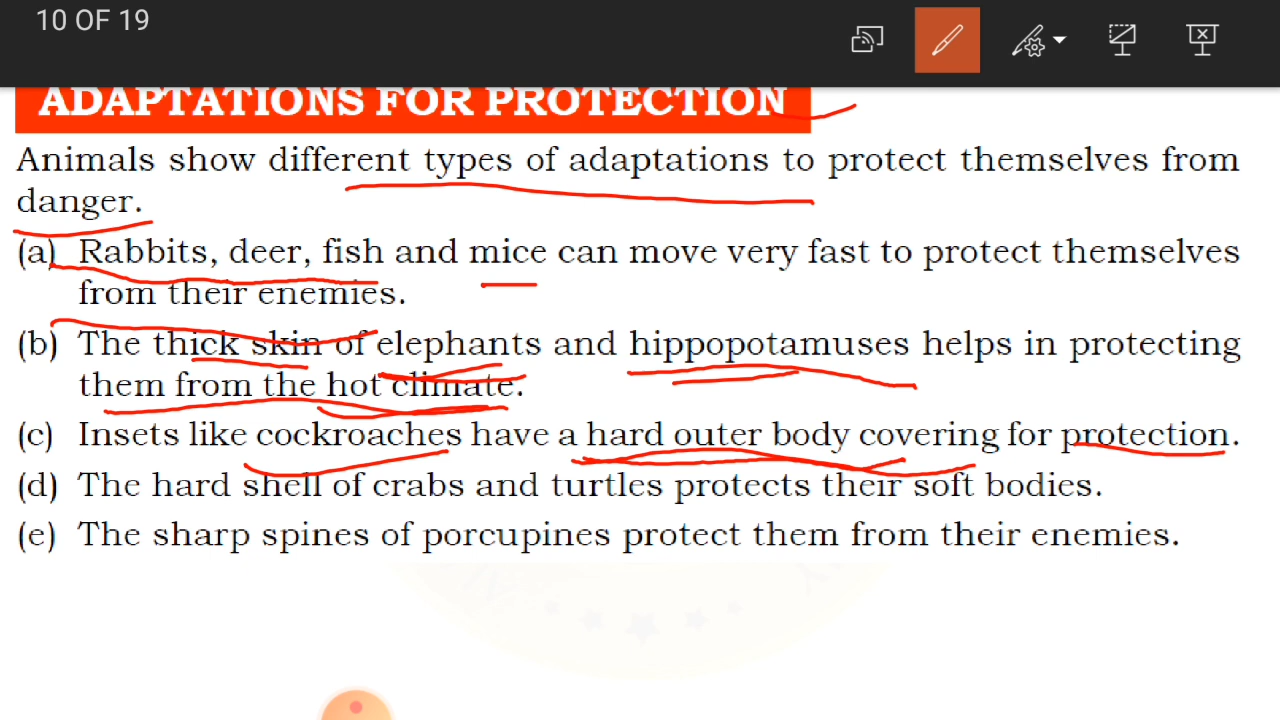 10 OF 19
ADAPTATIONS FOR PROTECTION
Animals show different types of adaptations to protect themselves from
danger.
(a) Rabbits, deer, fish and mice can move very fast to protect themselves
from their enemies.
(b) The thick skin of elephants and hippopotamuses helps in protecting
them from the hot climate.
(c) Insets like cockroaches have a hard outer body covering for protection.
(d) The hard shell of crabs and turtles protects their soft bodies.
(e) The sharp spines of porcupines protect them from their enemies.